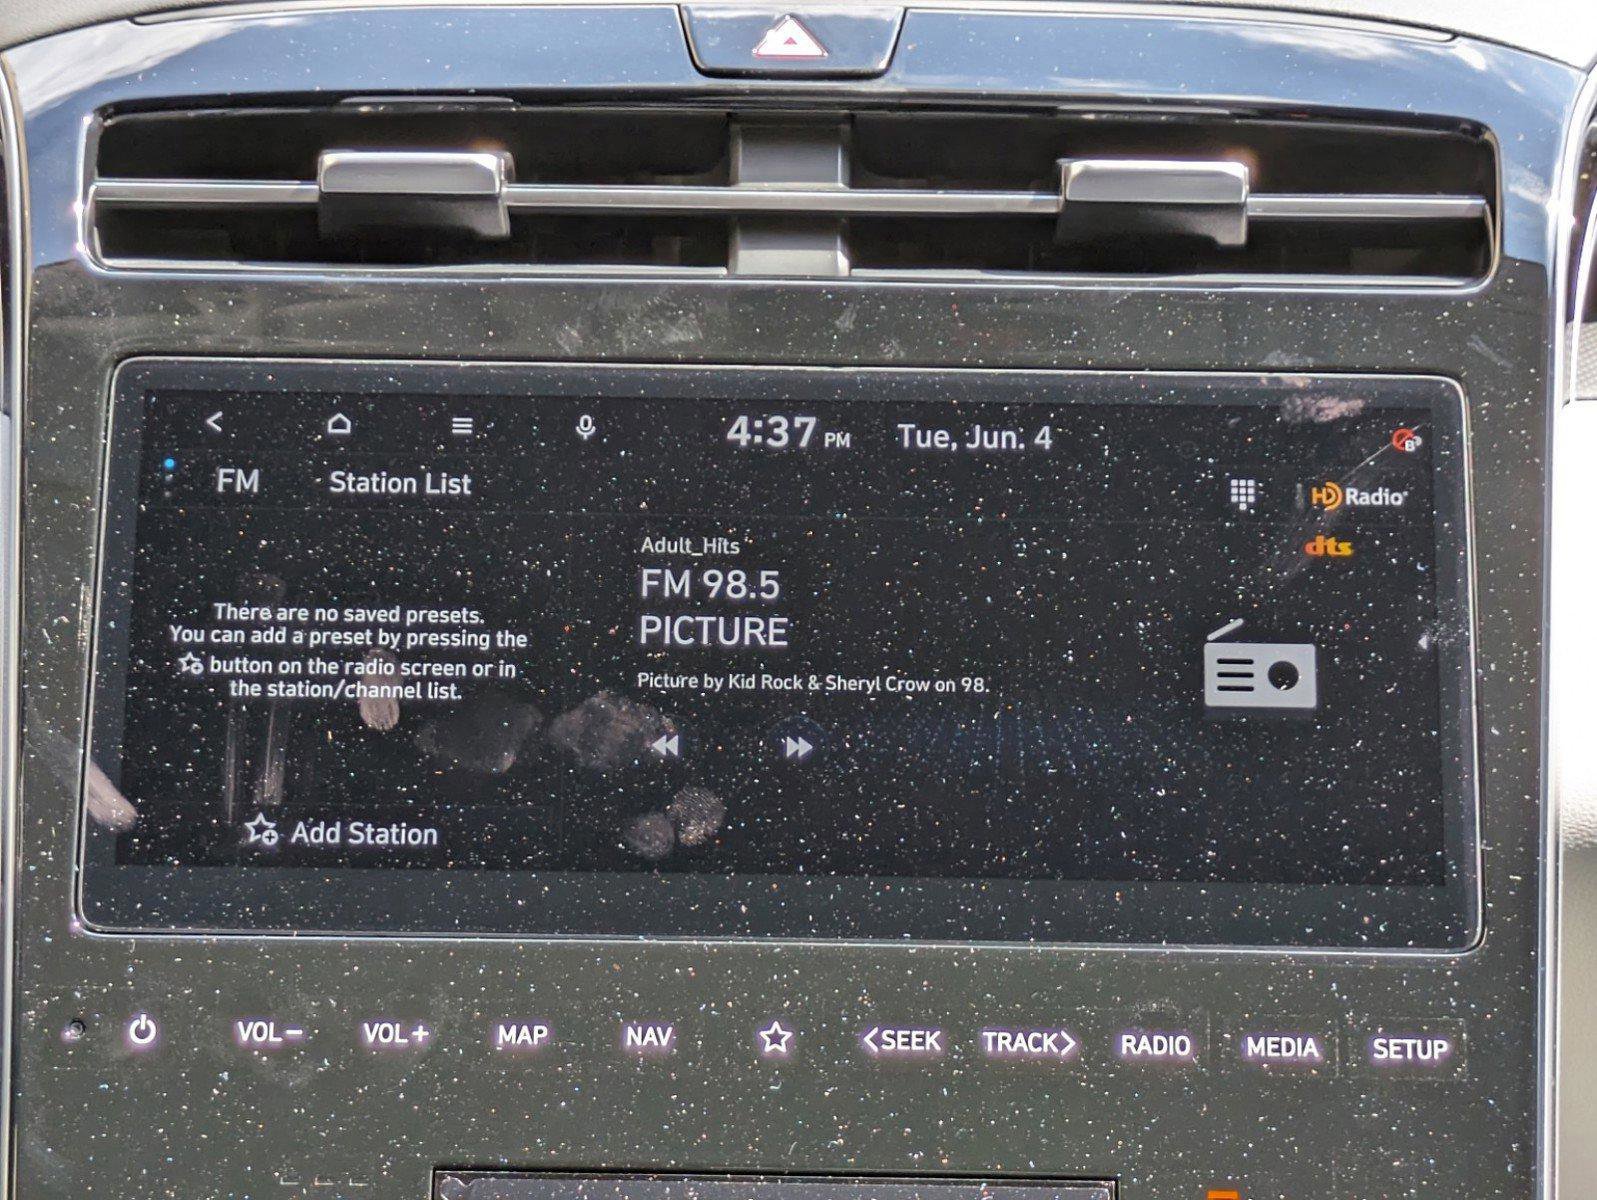 4:37 PM Tue, Jun. 4
FM Station List
HD Radio
dts
There are no saved presets.
You can add a preset by pressing the
button on the radio screen or in
the station/channel list.
Add Station
Adult_Hits
FM 98.5
PICTURE
Picture by Kid Rock & Sheryl Crow on 98.
VOL− VOL+ MAP NAV <SEEK TRACK> RADIO MEDIA SETUP